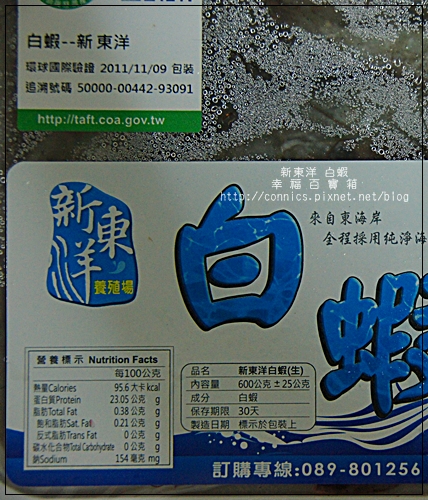 白蝦--新東洋
環球國際驗證 2011/11/09 包裝
追溯號碼 50000-00442-93091
http://taft.coa.gov.tw
新東洋 白蝦
幸福百寶箱
http://connics.pixnet.net/blog
新東洋
養殖場
白蝦
來自東海岸
全程採用純淨海
營養標示 Nutrition Facts
每100公克
熱量Calories 95.6 大卡kcal
蛋白質Protein 23.05 公克 g
脂肪Total Fat 0.38 公克 g
飽和脂肪Sat. Fat 0.21 公克 g
反式脂肪Trans Fat 0 公克 g
碳水化合物Total Carbohydrate 0 公克 g
鈉Sodium 154 毫克 mg
品名 新東洋白蝦(生)
內容量 600公克±25公克
成分 白蝦
保存期限 30天
製造日期 標示於包裝上
訂購專線:089-801256